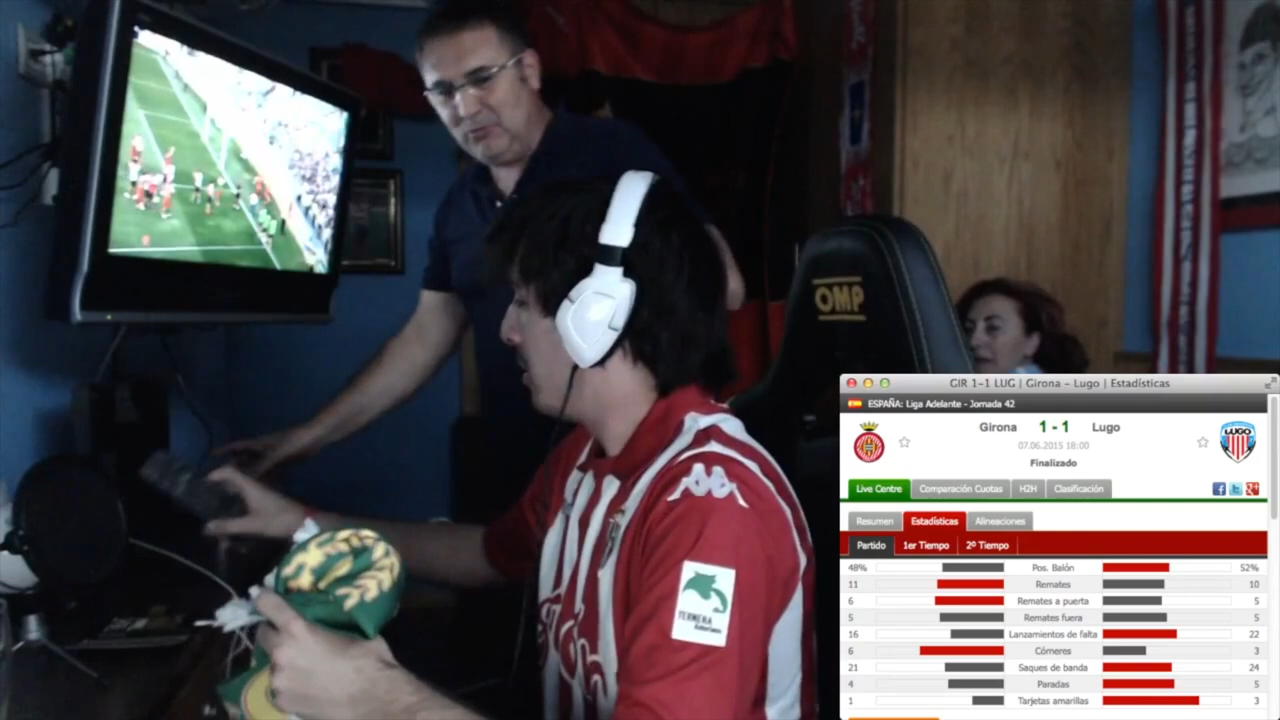 OMP
TERNERA
Asturiana
GIR 1-1 LUG | Girona - Lugo | Estadísticas
ESPAÑA: Liga Adelante - Jornada 42
Girona 1 - 1 Lugo
07.06.2015 18:00
Finalizado
LUGO
Live Centre Comparación Cuotas H2H Clasificación
Resumen Estadísticas Alineaciones
Partido 1er Tiempo 2º Tiempo
48% Pos. Balón 52%
11 Remates 10
6 Remates a puerta 5
5 Remates fuera 5
16 Lanzamientos de falta 22
6 Córneres 3
21 Saques de banda 24
4 Paradas 5
1 Tarjetas amarillas 3